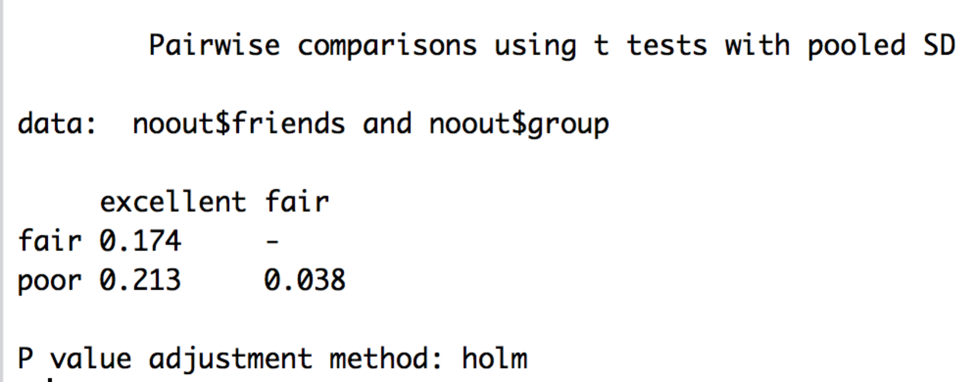 Pairwise comparisons using t tests with pooled SD
data:  noout$friends and noout$group
     excellent fair
fair 0.174     -
poor 0.213     0.038
P value adjustment method: holm